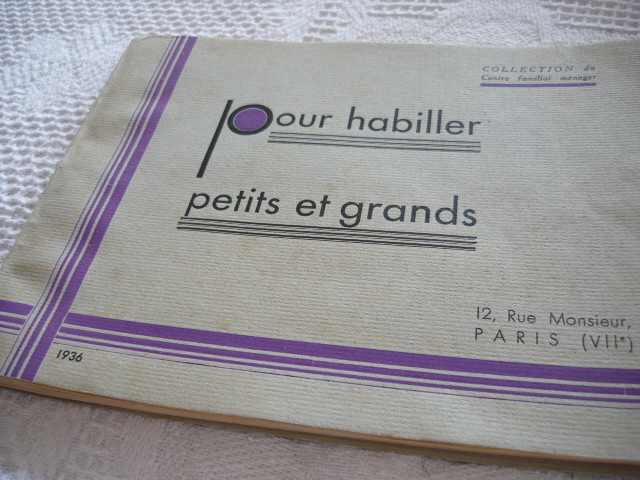 COLLECTION du
Centre familial ménager
Pour habiller
petits et grands
12, Rue Monsieur,
PARIS (VIIe)
1936